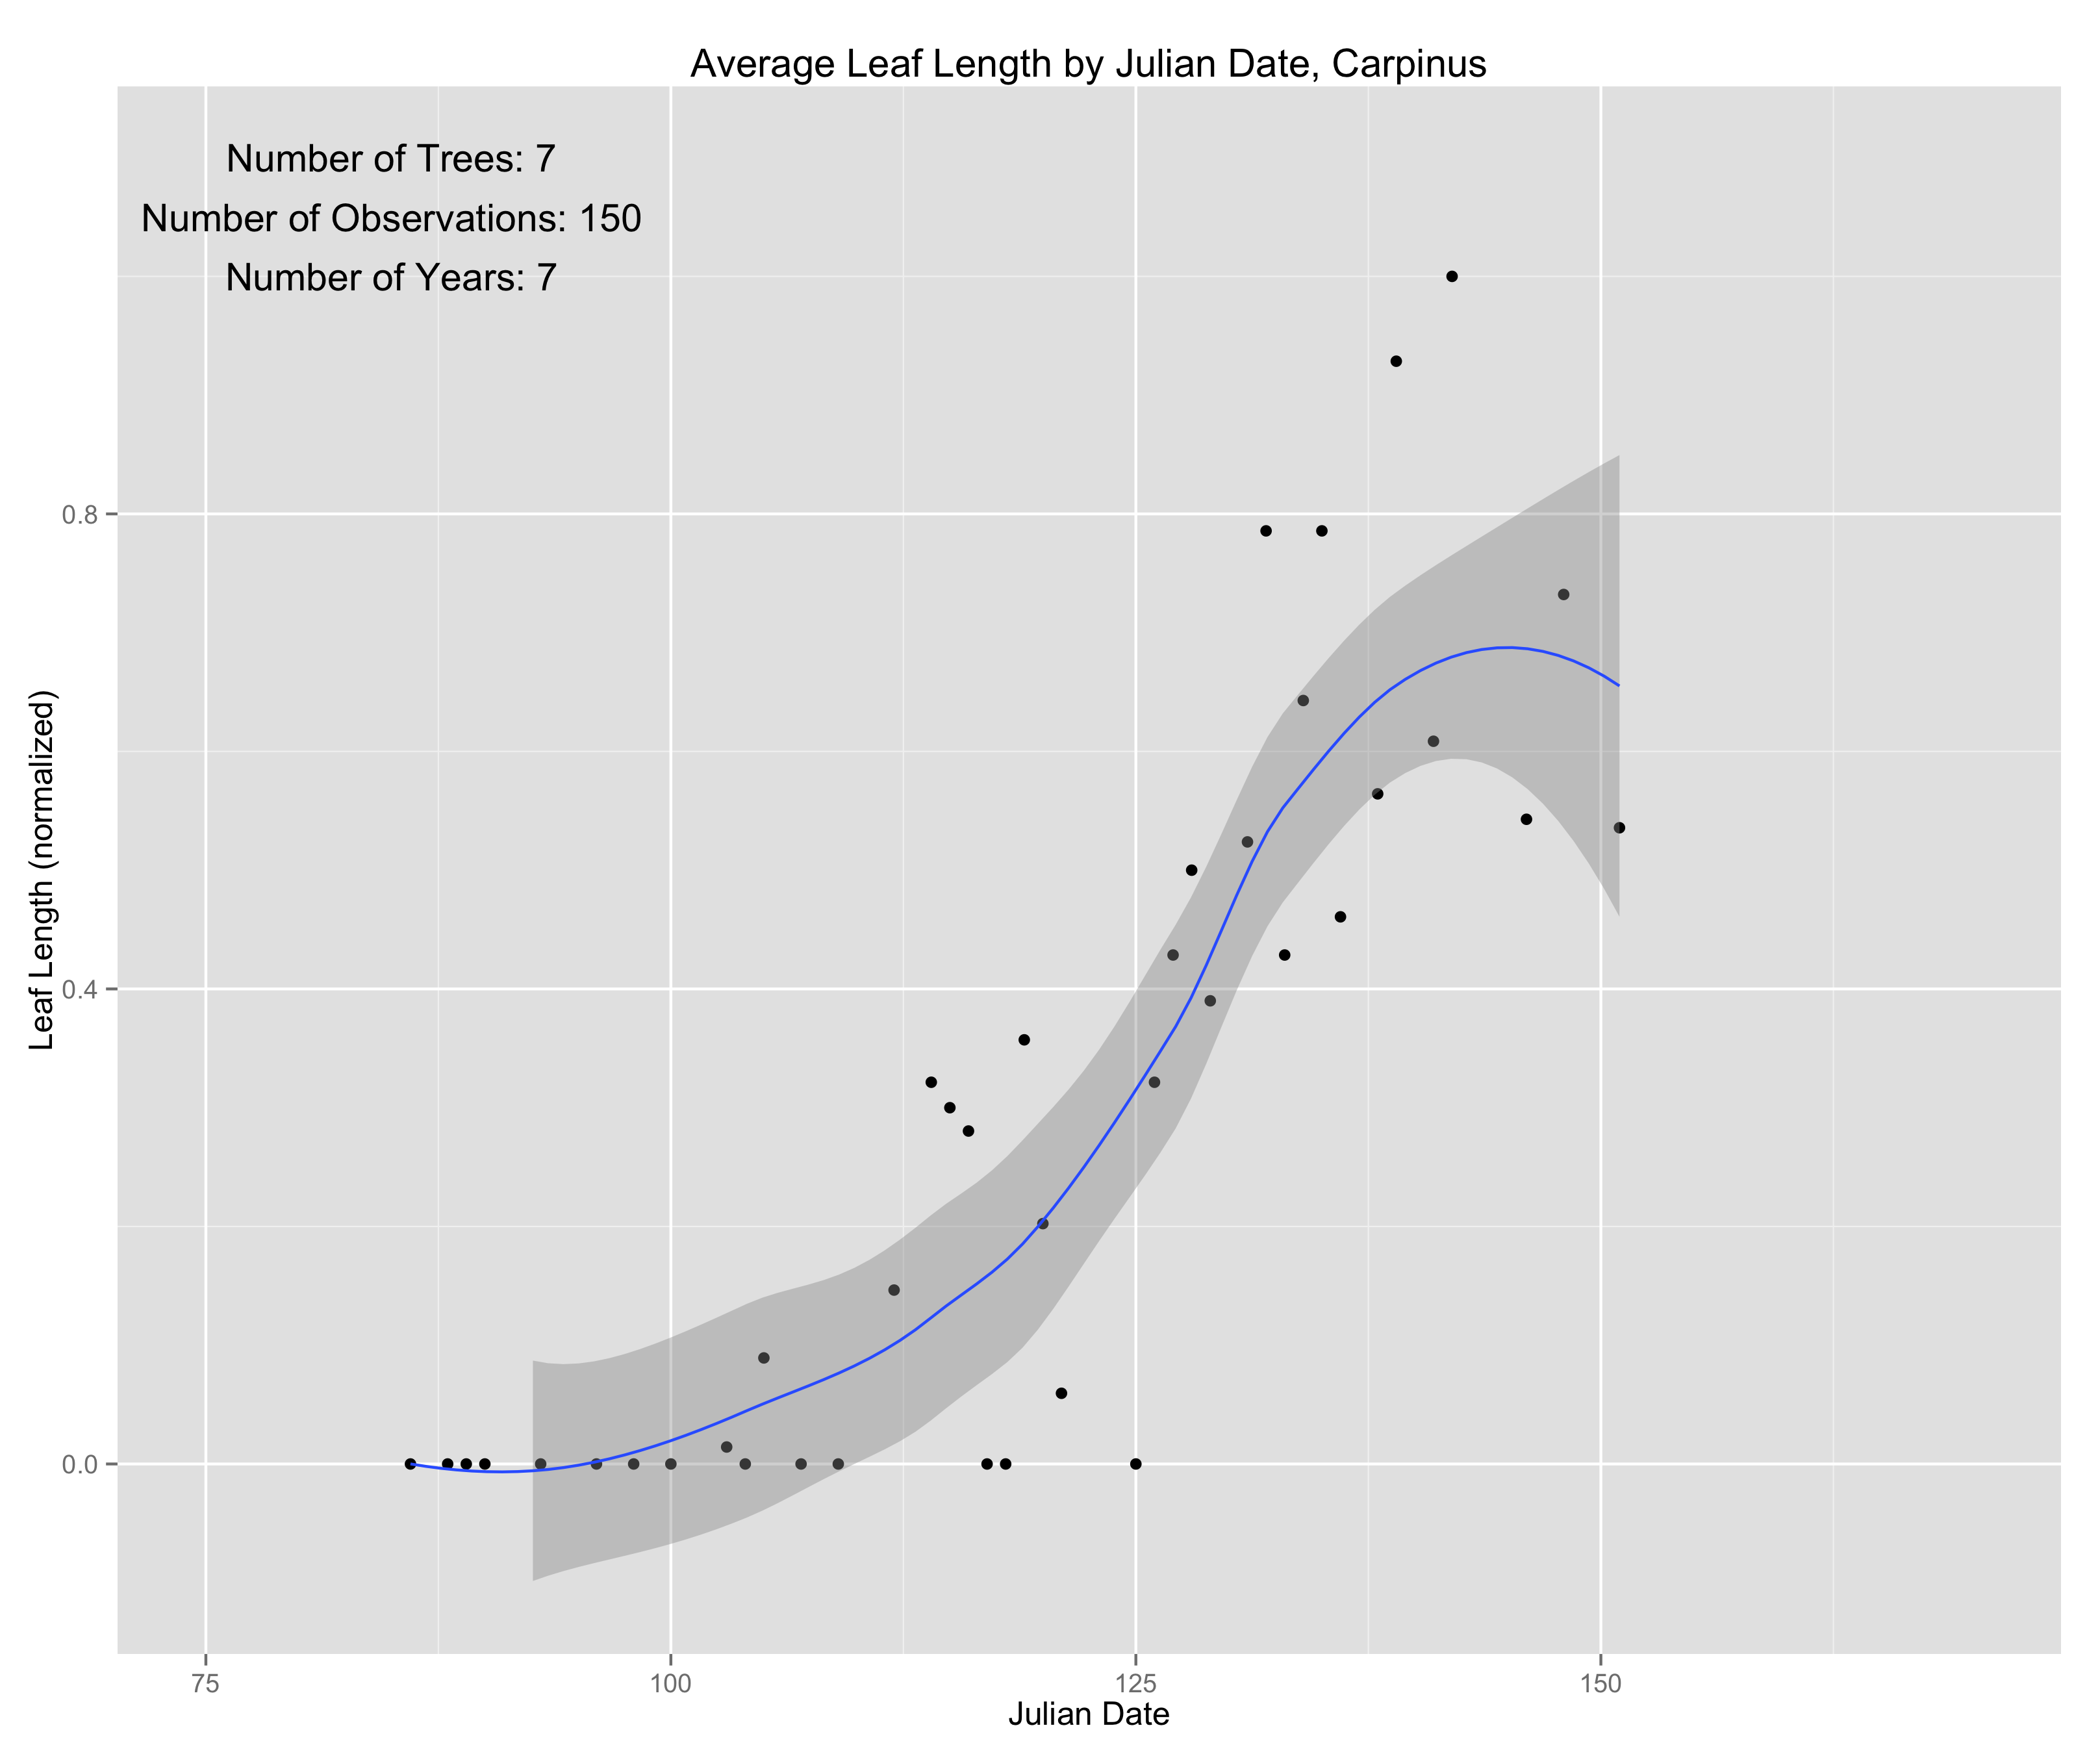 Average Leaf Length by Julian Date, Carpinus
Number of Trees: 7
Number of Observations: 150
Number of Years: 7
Leaf Length (normalized)
0.8
0.4
0.0
75
100
125
150
Julian Date